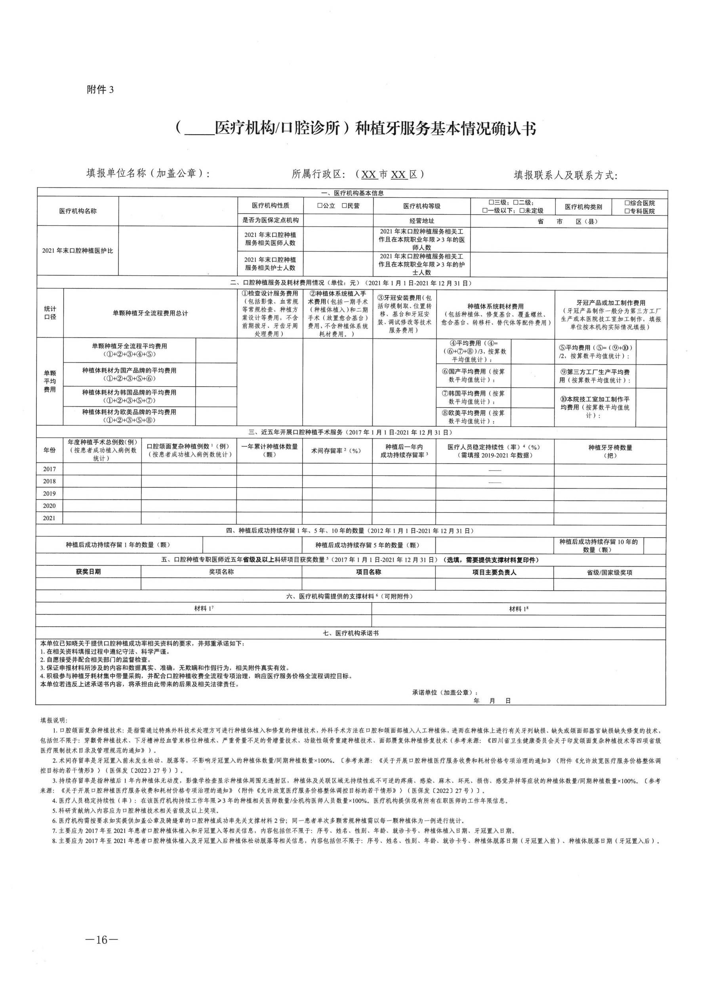 附件 3
（____医疗机构/口腔诊所）种植牙服务基本情况确认书
填报单位名称（加盖公章）： 所属行政区：（XX 市 XX 区） 填报联系人及联系方式：
一、医疗机构基本信息
医疗机构名称
医疗机构性质
□公立 □民营
医疗机构等级
□三级；□二级；
□一级以下；□未定级
医疗机构类别
□综合医院
□专科医院
是否为医保定点机构
经营地址
省 市 区（县）
2021 年末口腔种植医护比
2021 年末口腔种植
服务相关医师人数
2021 年末口腔种植服务相关工
作且在本院职业年限≥3 年的医
师人数
2021 年末口腔种植
服务相关护士人数
2021 年末口腔种植服务相关工
作且在本院职业年限≥3 年的护
士人数
二、口腔种植服务及耗材费用情况（单位：元）（2021 年 1 月 1 日-2021 年 12 月 31 日）
统计
口径
单颗种植牙全流程费用总计
①检查设计服务费用
（包括影像、血常规
等常规检查、种植方
案设计等费用，不含
前期拔牙、牙齿牙周
处理费用）
②种植体系统植入手
术费用（包括一期手术
（种植体植入）和二期
手术（放置愈合基台）
费用，不含种植体系统
耗材费用。）
③牙冠安装费用（包
括印模制取、位置转
移、基台和牙冠安
装、调试修改等技术
服务费用）
种植体系统耗材费用
（包括种植体、修复基台、覆盖螺丝、
愈合基台、转移杆、替代体等配件费用）
牙冠产品或加工制作费用
（牙冠产品制作一般分为第三方工厂
生产或本医院技工室加工制作，填报
单位按本机构实际情况填报）
单颗
平均
费用
单颗种植牙全流程平均费用
（①+②+③+④+⑤）
④平均费用（④=
（⑥+⑦+⑧）/3，按算数
平均值统计）：
⑤平均费用（⑤=（⑨+⑩）
/2，按算数平均值统计）：
种植体耗材为国产品牌的平均费用
（①+②+③+⑤+⑥）
⑥国产平均费用（按算
数平均值统计）：
⑨第三方工厂生产平均费
用（按算数平均值统计）：
种植体耗材为韩国品牌的平均费用
（①+②+③+⑤+⑦）
⑦韩国平均费用（按算
数平均值统计）：
⑩本院技工室加工制作平
均费用（按算数平均值统
计）：
种植体耗材为欧美品牌的平均费用
（①+②+③+⑤+⑧）
⑧欧美平均费用（按算
数平均值统计）：
三、近五年开展口腔种植手术服务（2017 年 1 月 1 日-2021 年 12 月 31 日）
年份
年度种植手术总例数（例）
（按患者成功植入病例数
统计）
口腔颌面复杂种植例数¹（例）
（按患者成功植入病例数统计）
一年累计种植体数量
（颗）
术间存留率²（%）
种植后一年内
成功持续存留率³
医疗人员稳定持续性（率）⁴（%）
（需填报 2019-2021 年数据）
种植牙牙椅数量
（把）
2017 ——
2018 ——
2019
2020
2021
四、种植后成功持续存留 1 年、5 年、10 年的数量（2012 年 1 月 1 日-2021 年 12 月 31 日）
种植后成功持续存留 1 年的数量（颗）
种植后成功持续存留 5 年的数量（颗）
种植后成功持续存留 10 年的
数量（颗）
五、口腔种植专职医师近五年省级及以上科研项目获奖数量⁵（2017 年 1 月 1 日-2021 年 12 月 31 日）（选填，需要提供支撑材料复印件）
获奖日期 奖项名称 项目名称 项目主要负责人 省级/国家级奖项
六、医疗机构需提供的支撑材料⁶（可附附件）
材料 1⁷ 材料 1⁸
七、医疗机构承诺书
本单位已知晓关于提供口腔种植成功率相关资料的要求，并郑重承诺如下：
1. 在相关资料填报过程中遵纪守法、科学严谨。
2. 自愿接受并配合相关部门的监督检查。
3. 保证申报材料所涉及的内容和数据真实、准确，无欺瞒和作假行为，相关附件真实有效。
4. 积极参与种植牙耗材集中带量采购，并配合口腔种植收费全流程专项治理，响应医疗服务价格全流程调控目标。
本单位若违反上述承诺书内容，将承担由此带来的后果及相关法律责任。
承诺单位（加盖公章）：
年 月 日
填报说明：
1. 口腔颌面复杂种植技术：是指需通过特殊外科技术处理方可进行种植体植入和修复的种植技术，外科手术方法在口腔和颌面部植入人工种植体，进而在种植体上进行有关牙列缺损、缺失或颌面部器官缺损缺失修复的技术，
包括但不限于：穿颧骨种植技术、下牙槽神经血管束移位种植术、严重骨量不足的骨增量技术、功能性颌骨重建种植技术、面部赝复体种植修复技术（参考来源：《四川省卫生健康委员会关于印发颌面复杂种植技术等四项省级
医疗限制技术目录及管理规范的通知》）。
2. 术间存留率是牙冠置入前未发生松动、脱落等，不影响牙冠置入的种植体数量/同期种植数量×100%。〔参考来源：《关于开展口腔种植医疗服务收费和耗材价格专项治理的通知》〈附件《允许放宽医疗服务价格整体调
控目标的若干情形》〉（医保发〔2022〕27 号）〕。
3. 持续存留率是指种植后 1 年内种植体无动度，影像学检查显示种植体周围无透射区，种植体及关联区域无持续性或不可逆的疼痛、感染、麻木、坏死、损伤、感觉异样等症状的种植体数量/同期种植数量×100%。〔参考
来源：《关于开展口腔种植医疗服务收费和耗材价格专项治理的通知》〈附件《允许放宽医疗服务价格整体调控目标的若干情形》〉（医保发〔2022〕27 号）〕。
4. 医疗人员稳定持续性（率）：在该医疗机构持续工作年限≥3 年的种植相关医师数量/全机构医师人员数量×100%。医疗机构提供现有所有在职医师的工作年限信息。
5. 科研贡献纳入内容应为口腔种植技术相关省级及以上奖项。
6. 医疗机构需按要求如实提供加盖公章及骑缝章的口腔种植成功率先关支撑材料 2 份；同一患者单次多颗常规种植需以每一颗种植体为一例进行统计。
7. 主要应为 2017 年至 2021 年患者口腔种植体植入和牙冠置入等相关信息，内容包括但不限于：序号、姓名、性别、年龄、就诊卡号、种植体植入日期、牙冠置入日期。
8. 主要应为 2017 年至 2021 年患者口腔种植体植入及牙冠置入后种植体松动脱落等相关信息，内容包括但不限于：序号、姓名、性别、年龄、就诊卡号、种植体脱落日期（牙冠置入前）、种植体脱落日期（牙冠置入后）。
—16—